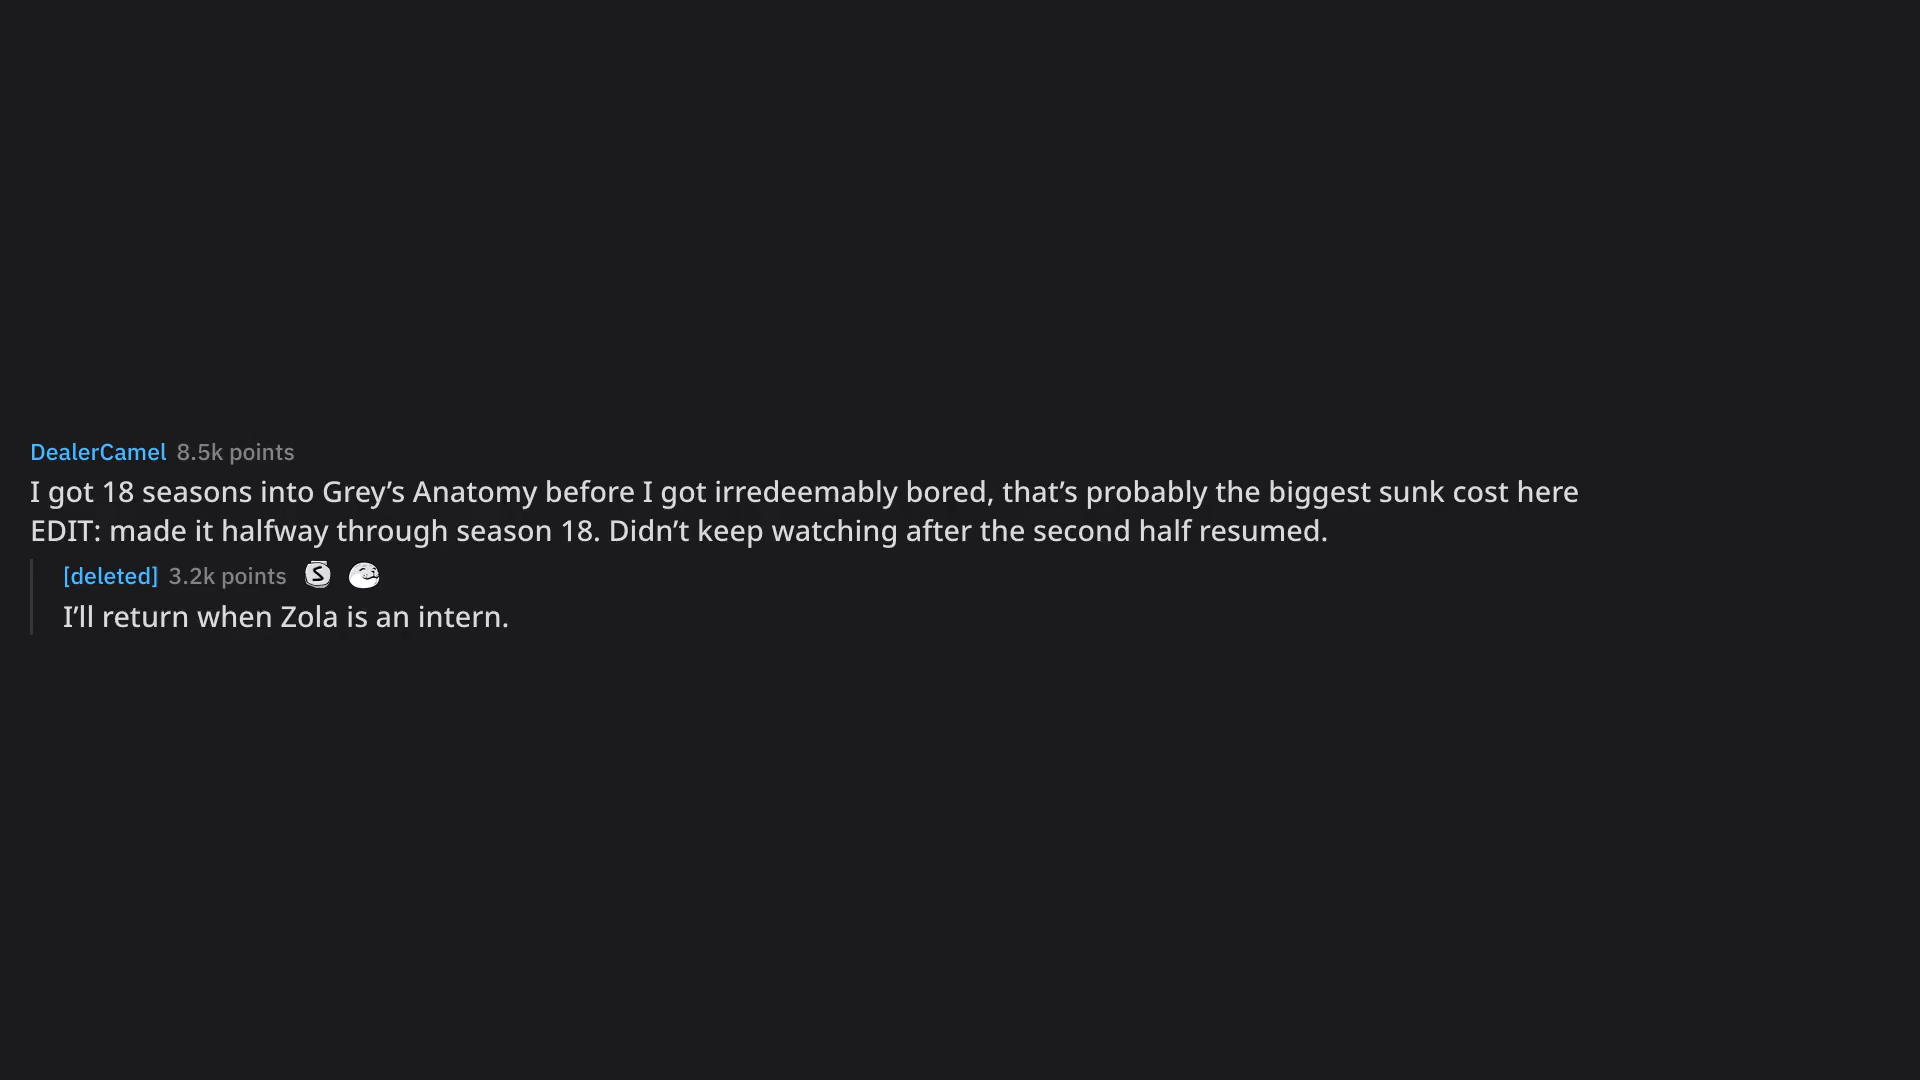 DealerCamel 8.5k points
I got 18 seasons into Grey’s Anatomy before I got irredeemably bored, that’s probably the biggest sunk cost here
EDIT: made it halfway through season 18. Didn’t keep watching after the second half resumed.
[deleted] 3.2k points S
I’ll return when Zola is an intern.